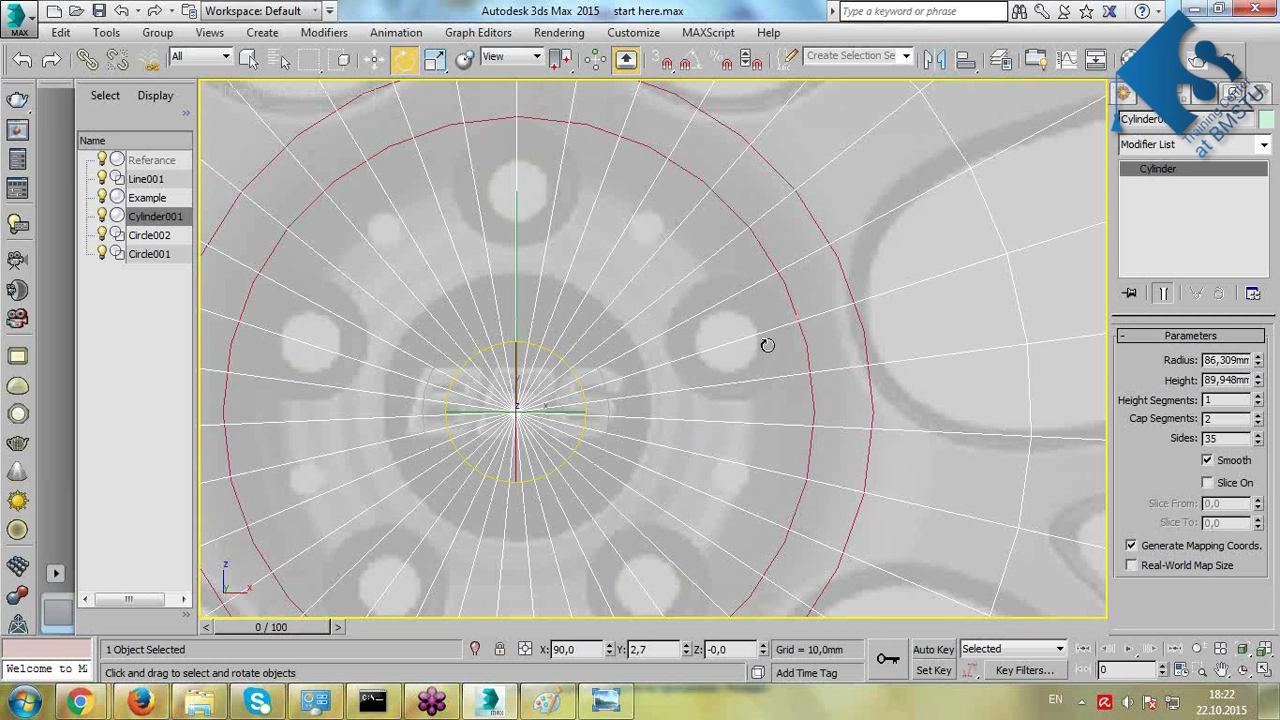 MAX
Workspace: Default
Autodesk 3ds Max 2015 start here.max
Type a keyword or phrase
Edit Tools Group Views Create Modifiers Animation Graph Editors Rendering Customize MAXScript Help
All
View
Create Selection Se
Training Center
at BMSTU
Select Display
Name
Referance
Line001
Example
Cylinder001
Circle002
Circle001
Modifier List
Cylinder
Parameters
Radius: 86,309mm
Height: 89,948mm
Height Segments: 1
Cap Segments: 2
Sides: 35
Smooth
Slice On
Slice From: 0,0
Slice To: 0,0
Generate Mapping Coords.
Real-World Map Size
z
x
y
0 / 100
1 Object Selected
X: 90,0 Y: 2,7 Z: -0,0
Grid = 10,0mm
Auto Key
Selected
Welcome to M
Click and drag to select and rotate objects
Add Time Tag
Set Key
Key Filters...
0
EN
18:22
22.10.2015